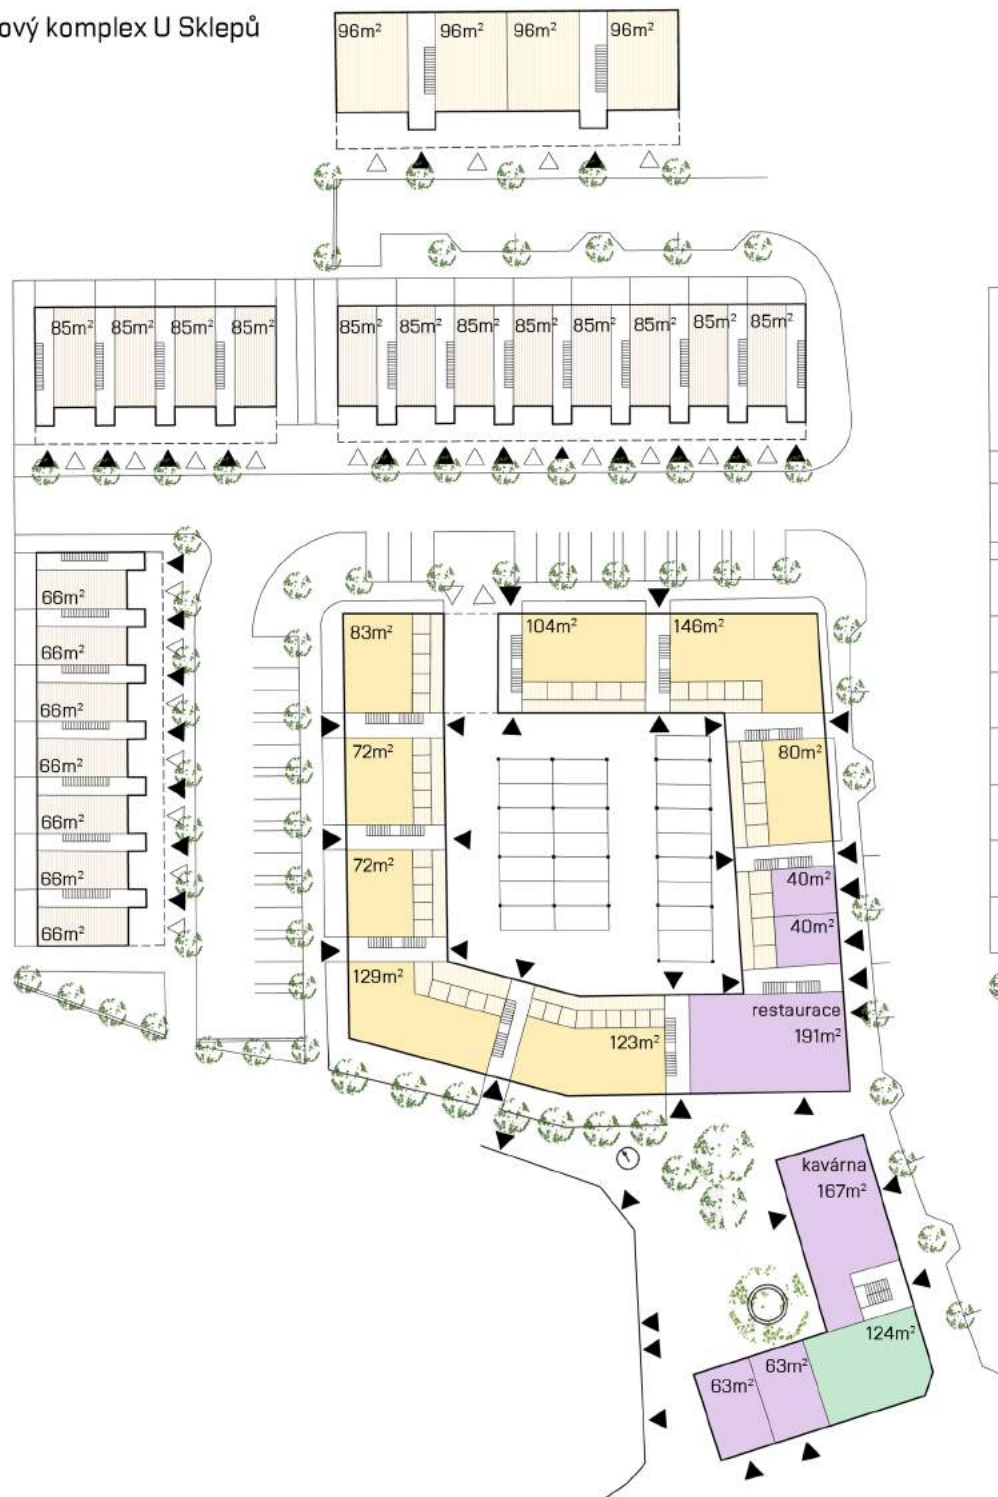 ový komplex U Sklepů
96m² 96m² 96m² 96m²
85m² 85m² 85m² 85m² 85m² 85m² 85m² 85m² 85m² 85m² 85m² 85m²
66m²
66m²
66m²
66m²
66m²
66m²
66m²
83m² 104m² 146m²
72m² 80m²
72m² 40m²
40m²
129m²
restaurace
191m²
123m²
kavárna
167m²
124m²
63m²
63m²